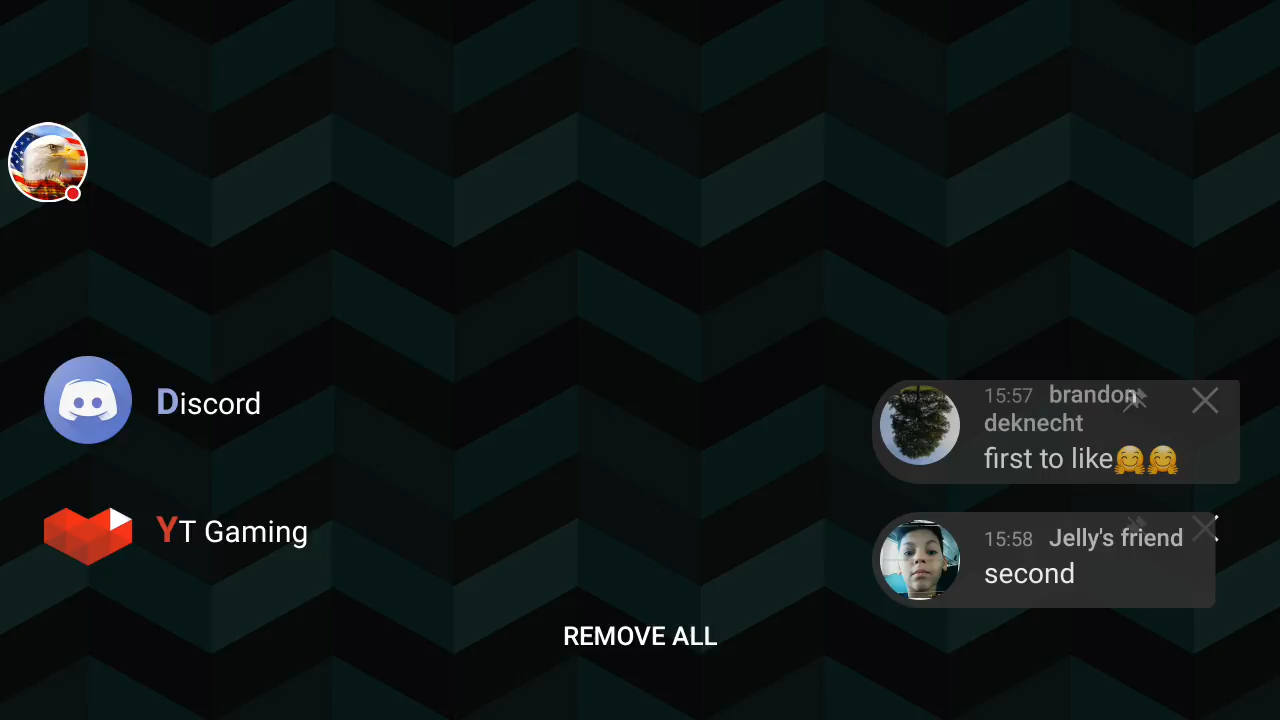 Discord
YT Gaming
15:57 brandon
deknecht
first to like🤗🤗
15:58 Jelly's friend
second
REMOVE ALL